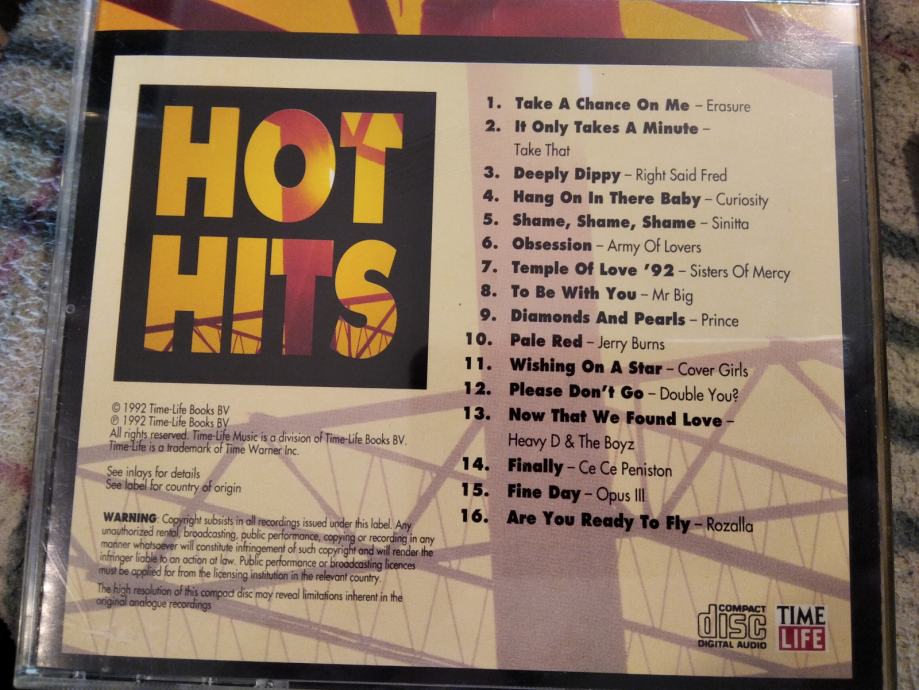 HOT
HITS
1. Take A Chance On Me – Erasure
2. It Only Takes A Minute –
Take That
3. Deeply Dippy – Right Said Fred
4. Hang On In There Baby – Curiosity
5. Shame, Shame, Shame – Sinitta
6. Obsession – Army Of Lovers
7. Temple Of Love '92 – Sisters Of Mercy
8. To Be With You – Mr Big
9. Diamonds And Pearls – Prince
10. Pale Red – Jerry Burns
11. Wishing On A Star – Cover Girls
12. Please Don't Go – Double You?
13. Now That We Found Love –
Heavy D & The Boyz
14. Finally – Ce Ce Peniston
15. Fine Day – Opus III
16. Are You Ready To Fly – Rozalla
© 1992 Time-Life Books BV
℗ 1992 Time-Life Books BV
All rights reserved. Time-Life Music is a division of Time-Life Books BV.
Time-Life is a trademark of Time Warner Inc.
See inlays for details
See label for country of origin
WARNING: Copyright subsists in all recordings issued under this label. Any
unauthorized rental, broadcasting, public performance, copying or recording in any
manner whatsoever will constitute infringement of such copyright and will render the
infringer liable to an action at law. Public performance or broadcasting licences
must be applied for from the licensing institution in the relevant country.
The high resolution of this compact disc may reveal limitations inherent in the
original analogue recordings
COMPACT
disc
DIGITAL AUDIO
TIME
LIFE